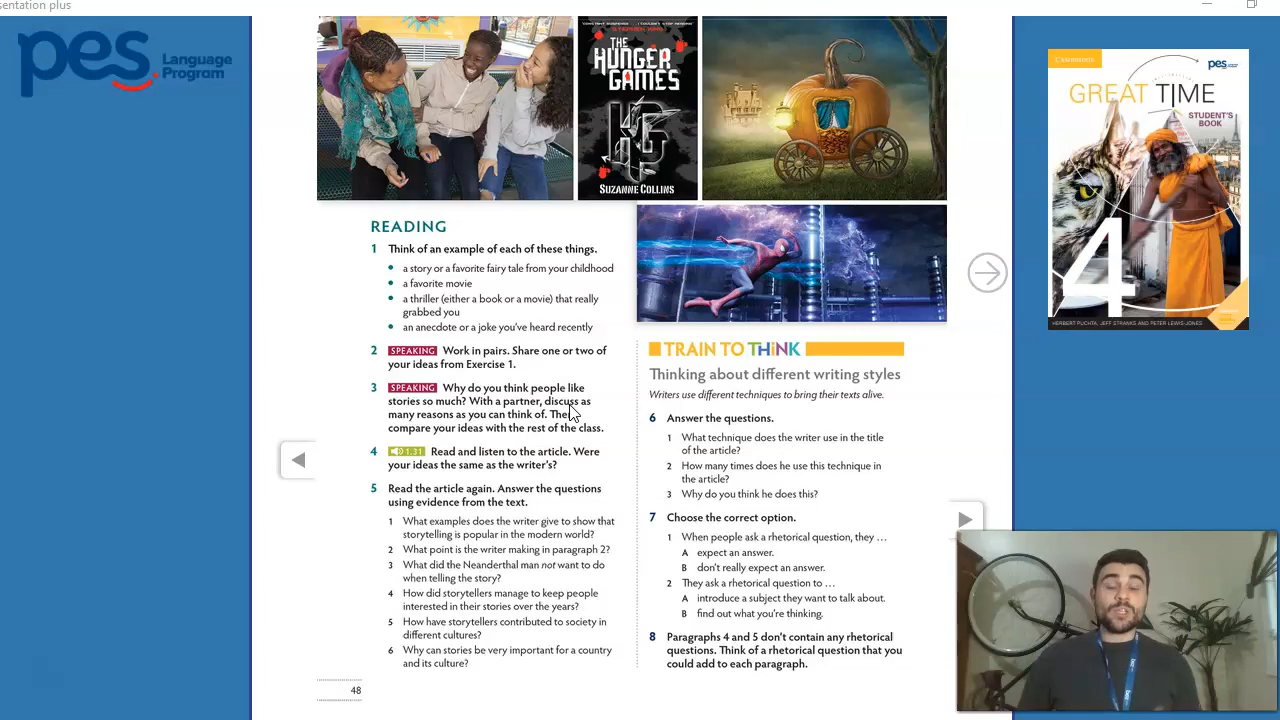 sentation plus
pes
Language
Program
THE
HUNGER
GAMES
SUZANNE COLLINS
READING
1 Think of an example of each of these things.
• a story or a favorite fairy tale from your childhood
• a favorite movie
• a thriller (either a book or a movie) that really
grabbed you
• an anecdote or a joke you've heard recently
2 SPEAKING Work in pairs. Share one or two of
your ideas from Exercise 1.
3 SPEAKING Why do you think people like
stories so much? With a partner, discuss as
many reasons as you can think of. Then
compare your ideas with the rest of the class.
4 1.31 Read and listen to the article. Were
your ideas the same as the writer's?
5 Read the article again. Answer the questions
using evidence from the text.
1 What examples does the writer give to show that
storytelling is popular in the modern world?
2 What point is the writer making in paragraph 2?
3 What did the Neanderthal man not want to do
when telling the story?
4 How did storytellers manage to keep people
interested in their stories over the years?
5 How have storytellers contributed to society in
different cultures?
6 Why can stories be very important for a country
and its culture?
48
TRAIN TO THiNK
Thinking about different writing styles
Writers use different techniques to bring their texts alive.
6 Answer the questions.
1 What technique does the writer use in the title
of the article?
2 How many times does he use this technique in
the article?
3 Why do you think he does this?
7 Choose the correct option.
1 When people ask a rhetorical question, they …
A expect an answer.
B don't really expect an answer.
2 They ask a rhetorical question to …
A introduce a subject they want to talk about.
B find out what you're thinking.
8 Paragraphs 4 and 5 don't contain any rhetorical
questions. Think of a rhetorical question that you
could add to each paragraph.
pes
GREAT TIME
STUDENT'S
BOOK
4
HERBERT PUCHTA, JEFF STRANKS AND PETER LEWIS-JONES